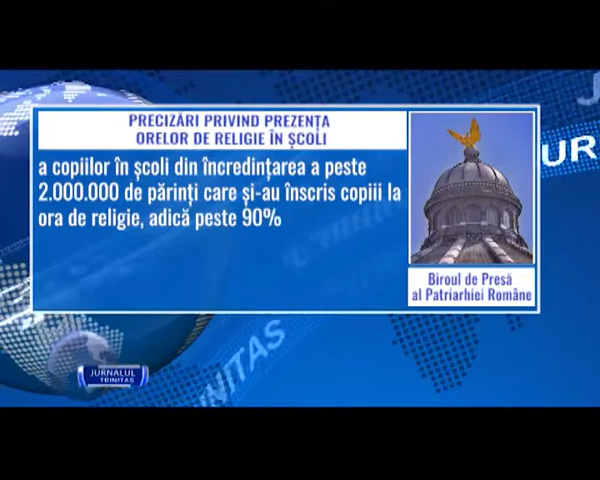 PRECIZĂRI PRIVIND PREZENȚA
ORELOR DE RELIGIE ÎN ȘCOLI
a copiilor în școli din încredințarea a peste
2.000.000 de părinți care și-au înscris copiii la
ora de religie, adică peste 90%
Biroul de Presă
al Patriarhiei Române
JURNALUL
TRINITAS
INITAS
UR
J